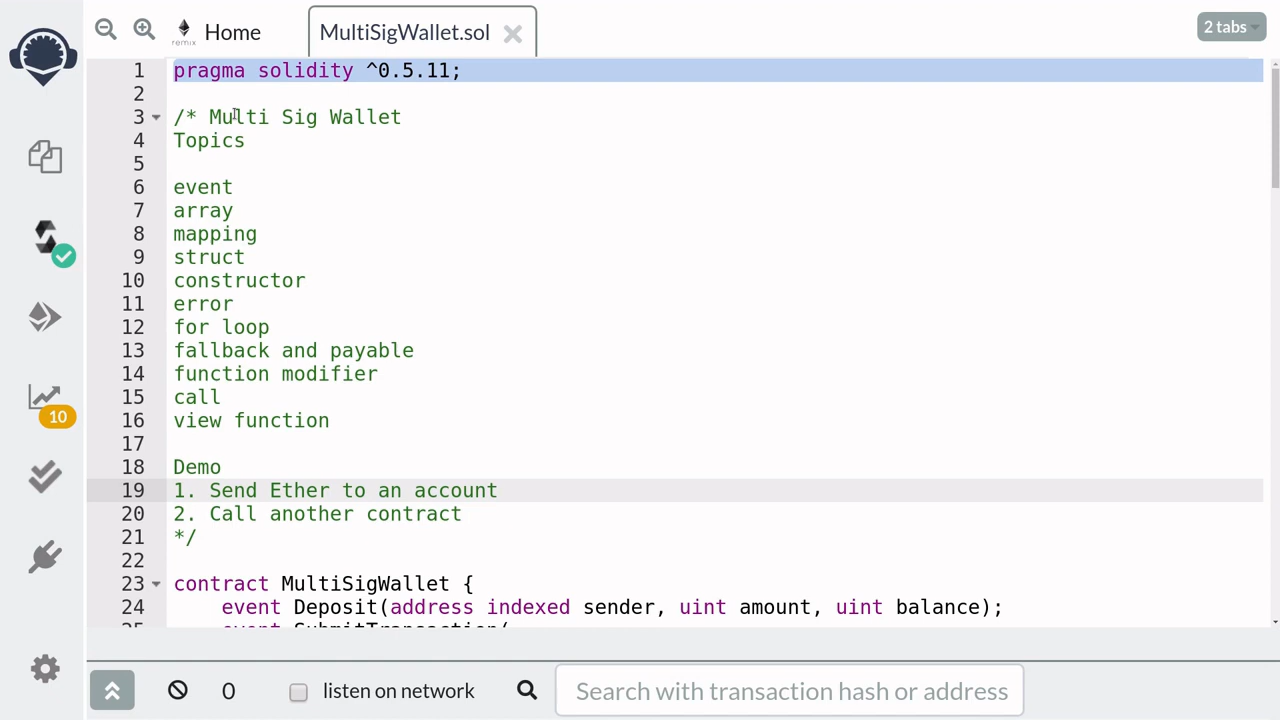 remix
Home
MultiSigWallet.sol
2 tabs
1 pragma solidity ^0.5.11;
2
3 /* Multi Sig Wallet
4 Topics
5
6 event
7 array
8 mapping
9 struct
10 constructor
11 error
12 for loop
13 fallback and payable
14 function modifier
15 call
16 view function
17
18 Demo
19 1. Send Ether to an account
20 2. Call another contract
21 */
22
23 contract MultiSigWallet {
24 event Deposit(address indexed sender, uint amount, uint balance);
25 event SubmitTransaction(
10
0
listen on network
Search with transaction hash or address